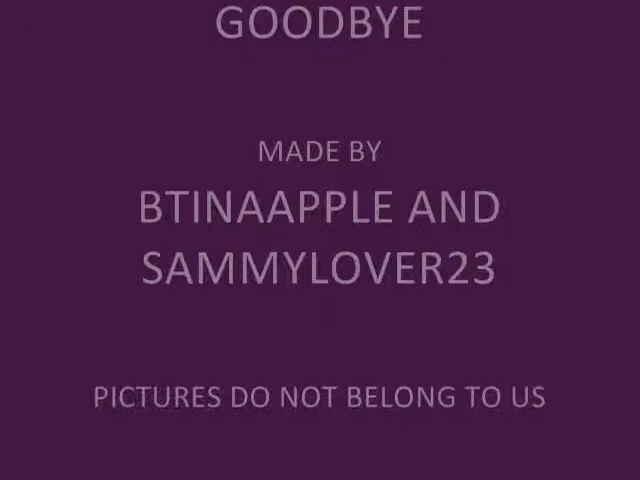 GOODBYE
MADE BY
BTINAAPPLE AND
SAMMYLOVER23
PICTURES DO NOT BELONG TO US